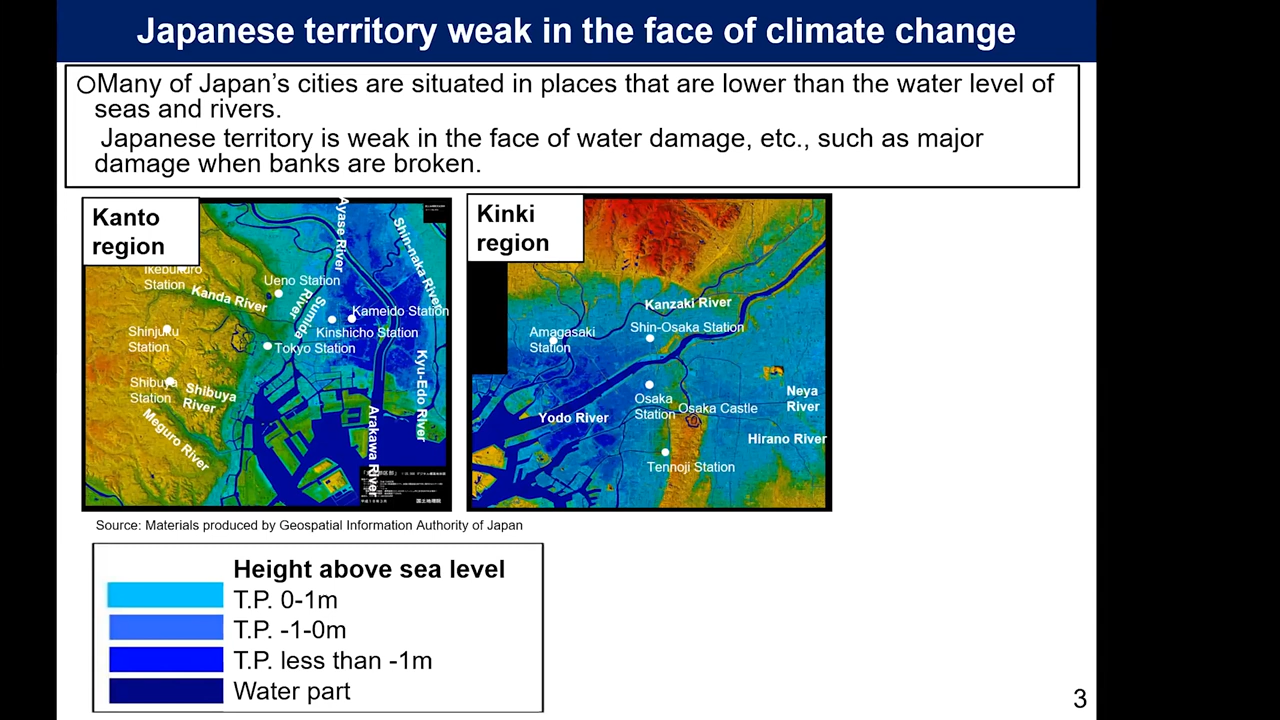 Japanese territory weak in the face of climate change
○Many of Japan's cities are situated in places that are lower than the water level of
seas and rivers.
Japanese territory is weak in the face of water damage, etc., such as major
damage when banks are broken.
Kanto
region
Ikebukuro
Station
Kanda River
Ueno Station
Ayase River
Shin-naka River
Sumida
River
Kameido Station
Kinshicho Station
Tokyo Station
Shinjuku
Station
Shibuya
Station
Shibuya
River
Meguro River
Kyu-Edo River
Arakawa River
国土地理院
Kinki
region
Kanzaki River
Amagasaki
Station
Shin-Osaka Station
Osaka
Station
Osaka Castle
Neya
River
Yodo River
Hirano River
Tennoji Station
Source: Materials produced by Geospatial Information Authority of Japan
Height above sea level
T.P. 0-1m
T.P. -1-0m
T.P. less than -1m
Water part
3